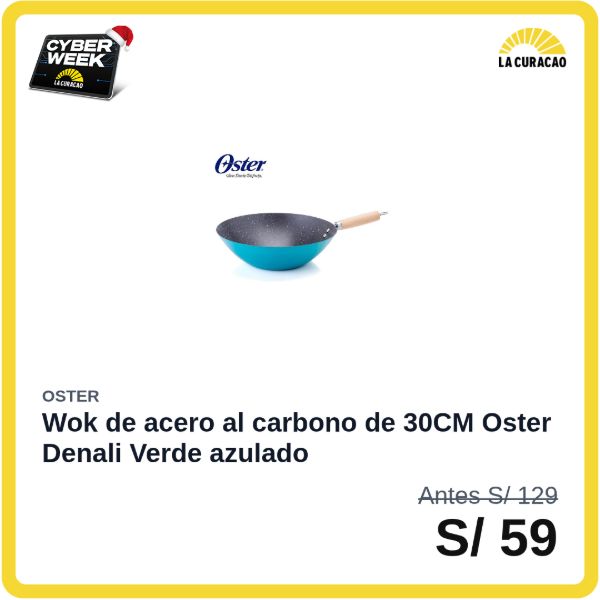 CYBER
WEEK
LA CURACAO
LA CURACAO
Oster
OSTER
Wok de acero al carbono de 30CM Oster
Denali Verde azulado
Antes S/ 129
S/ 59